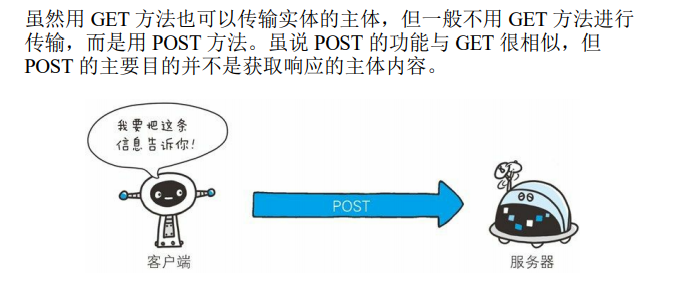 虽然用 GET 方法也可以传输实体的主体，但一般不用 GET 方法进行
传输，而是用 POST 方法。虽说 POST 的功能与 GET 很相似，但
POST 的主要目的并不是获取响应的主体内容。
我要把这条
信息告诉你！
POST
客户端
服务器